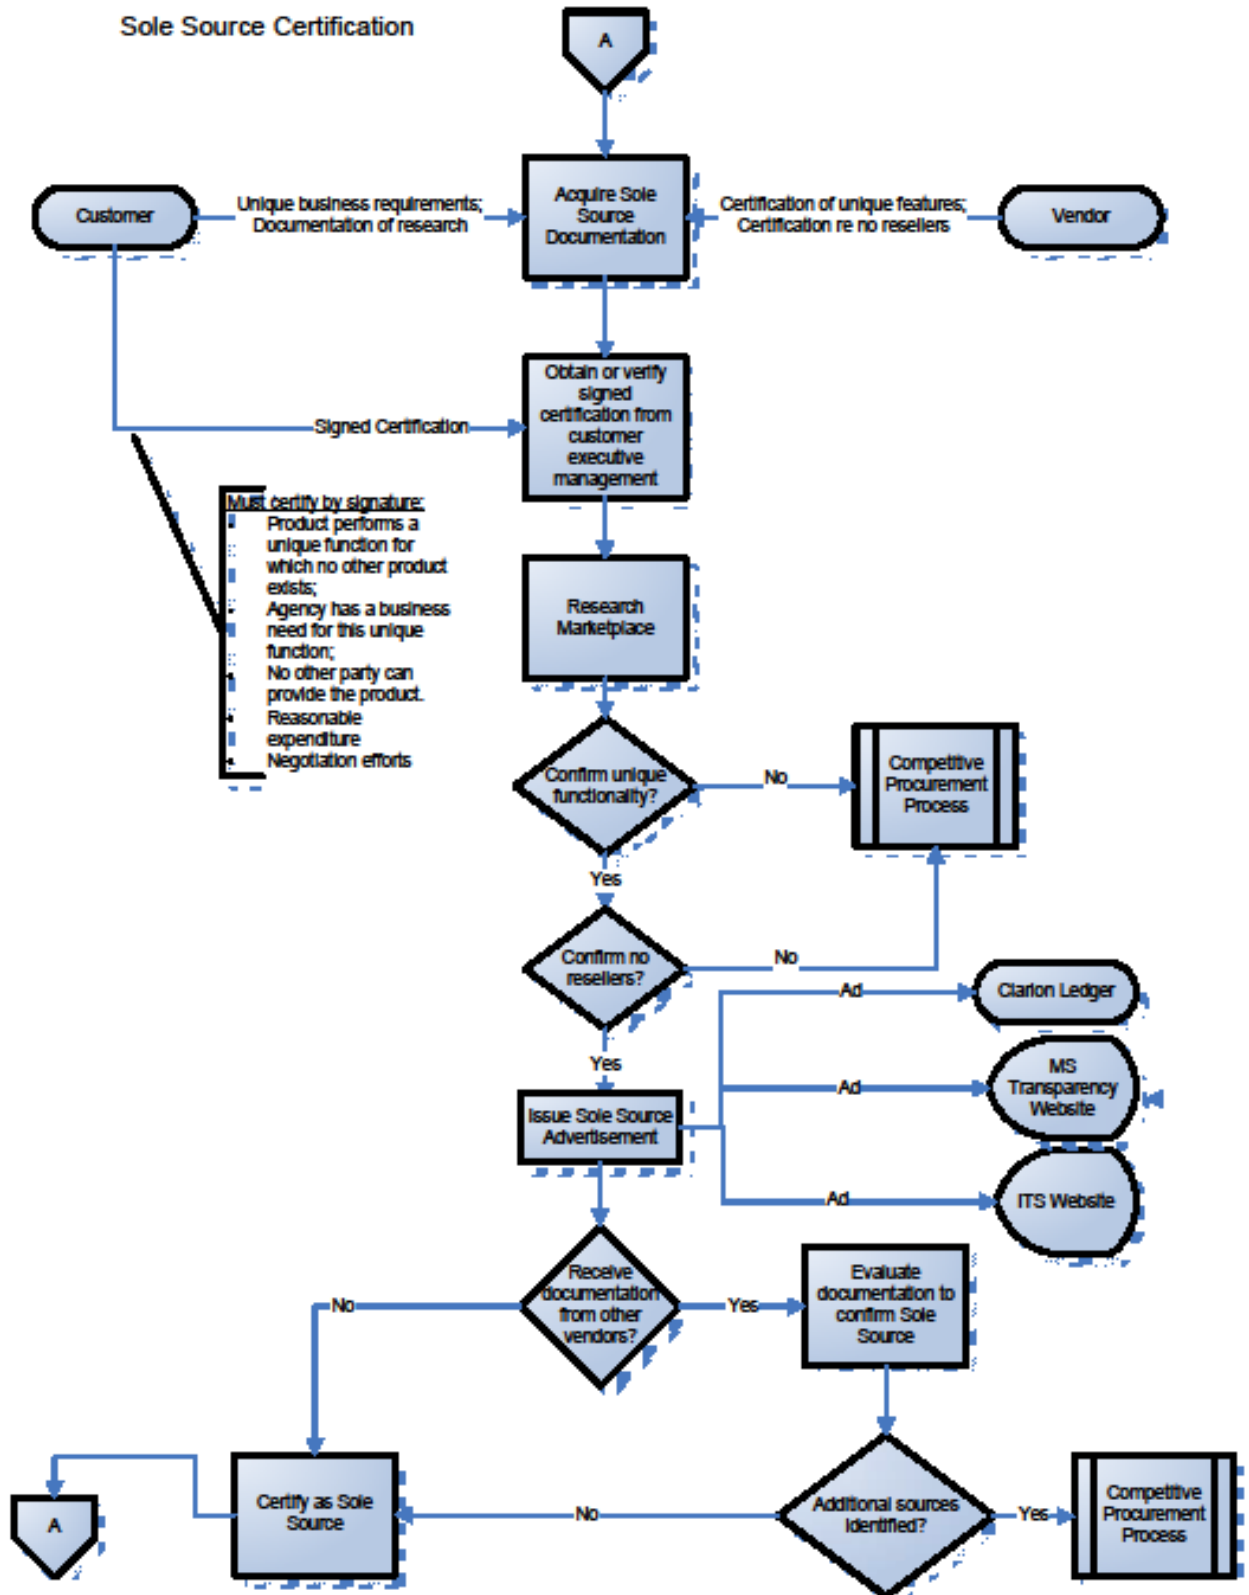 Sole Source Certification
A
Customer
Unique business requirements;
Documentation of research
Acquire Sole
Source
Documentation
Certification of unique features;
Certification re no resellers
Vendor
Signed Certification
Obtain or verify
signed
certification from
customer
executive
management
Must certify by signature:
Product performs a
unique function for
which no other product
exists;
Agency has a business
need for this unique
function;
No other party can
provide the product.
Reasonable
expenditure
Negotiation efforts
Research
Marketplace
Confirm unique
functionality?
No
Competitive
Procurement
Process
Yes
Confirm no
resellers?
No
Yes
Ad
Clarion Ledger
Ad
MS
Transparency
Website
Issue Sole Source
Advertisement
Ad
ITS Website
Receive
documentation
from other
vendors?
No
Yes
Evaluate
documentation to
confirm Sole
Source
A
Certify as Sole
Source
No
Additional sources
identified?
Yes
Competitive
Procurement
Process